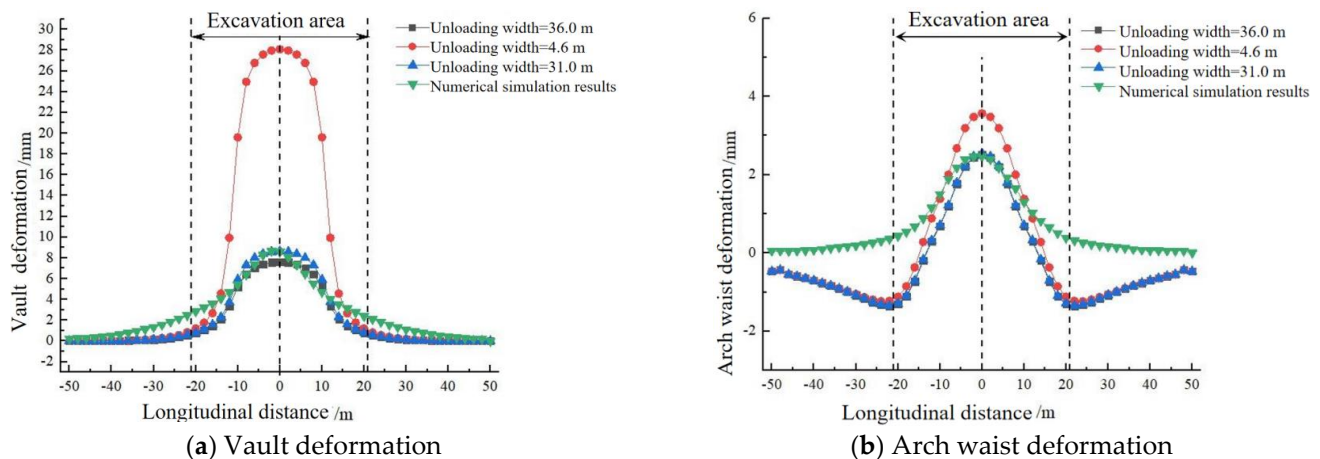 Excavation area
Unloading width=36.0 m
Unloading width=4.6 m
Unloading width=31.0 m
Numerical simulation results
30
28
26
24
22
20
18
16
14
12
10
8
6
4
2
0
-2
Vault deformation /mm
-50 -40 -30 -20 -10 0 10 20 30 40 50
Longitudinal distance /m
(a) Vault deformation
Excavation area
Unloading width=36.0 m
Unloading width=4.6 m
Unloading width=31.0 m
Numerical simulation results
6
4
2
0
-2
Arch waist deformation /mm
-50 -40 -30 -20 -10 0 10 20 30 40 50
Longitudinal distance /m
(b) Arch waist deformation